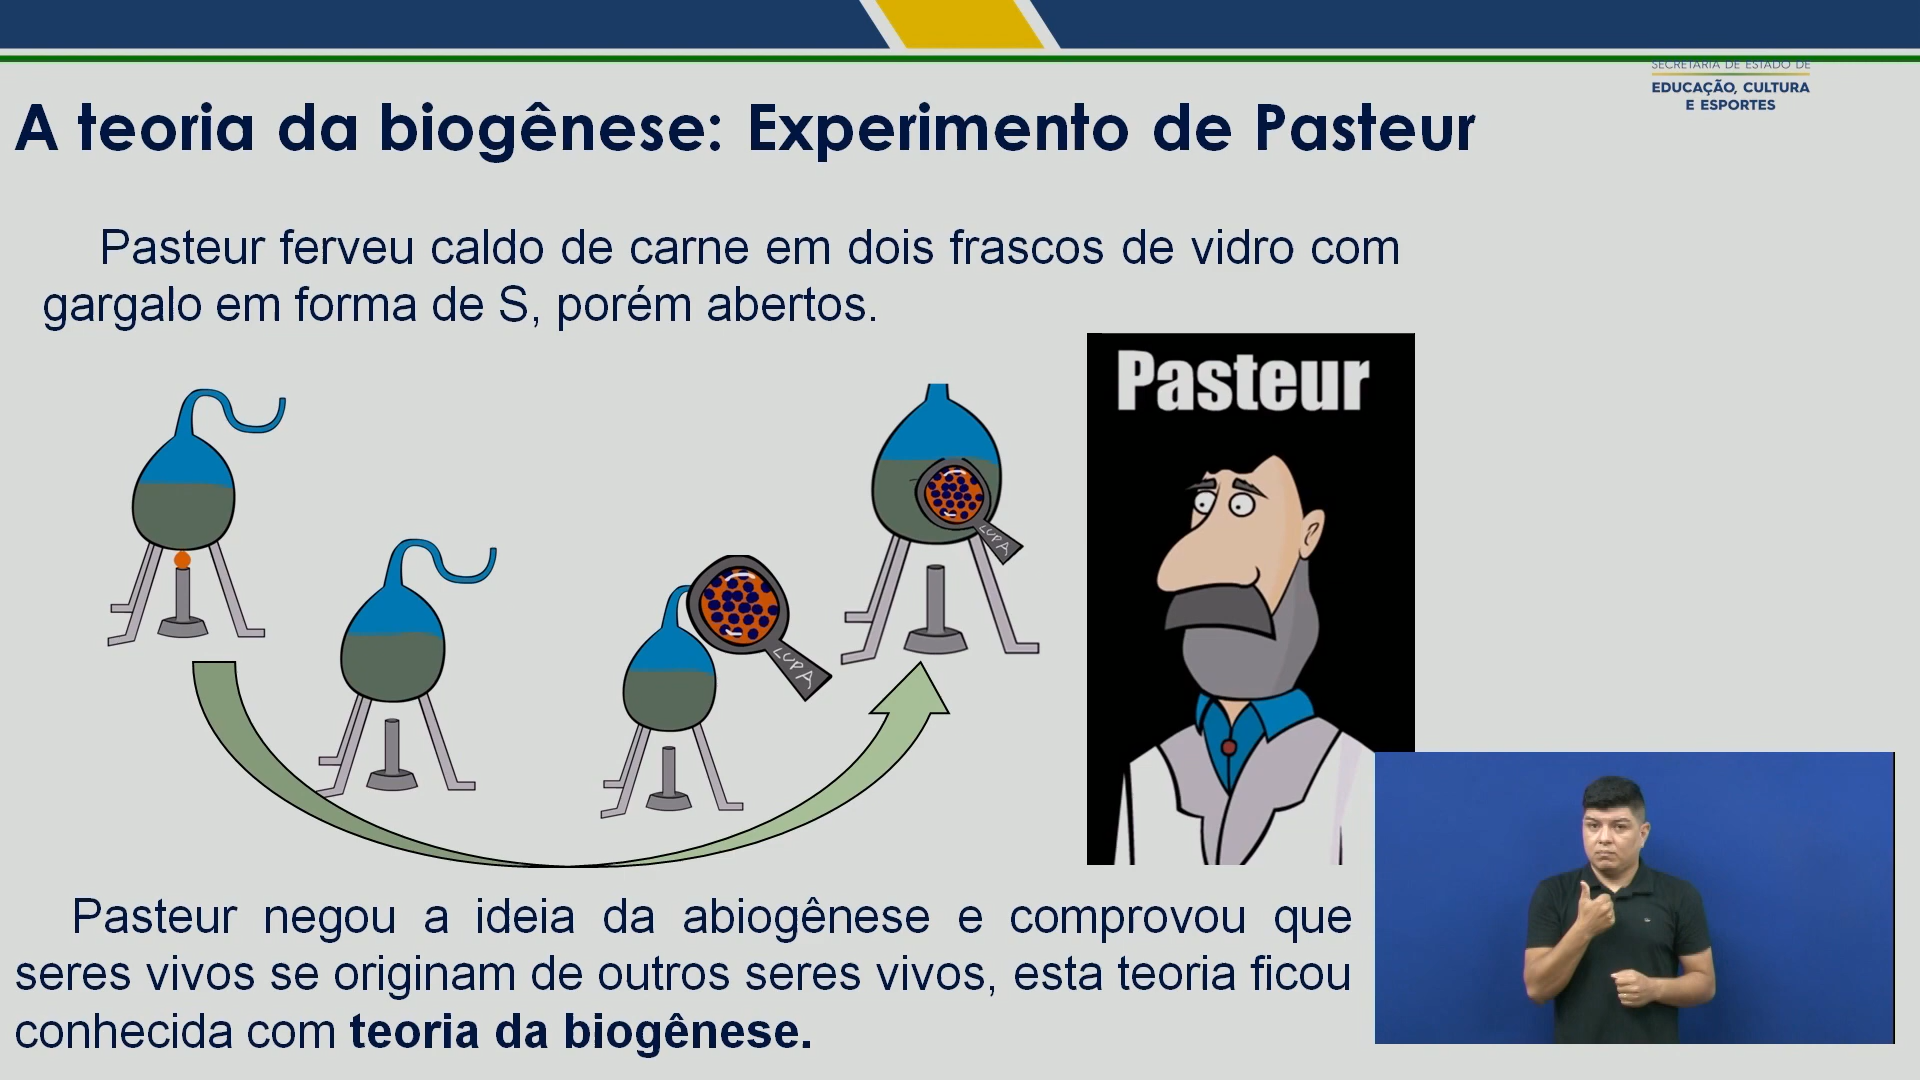 SECRETARIA DE ESTADO DE
EDUCAÇÃO, CULTURA
E ESPORTES
A teoria da biogênese: Experimento de Pasteur
Pasteur ferveu caldo de carne em dois frascos de vidro com
gargalo em forma de S, porém abertos.
Pasteur
LUPA
LUPA
Pasteur negou a ideia da abiogênese e comprovou que
seres vivos se originam de outros seres vivos, esta teoria ficou
conhecida com teoria da biogênese.